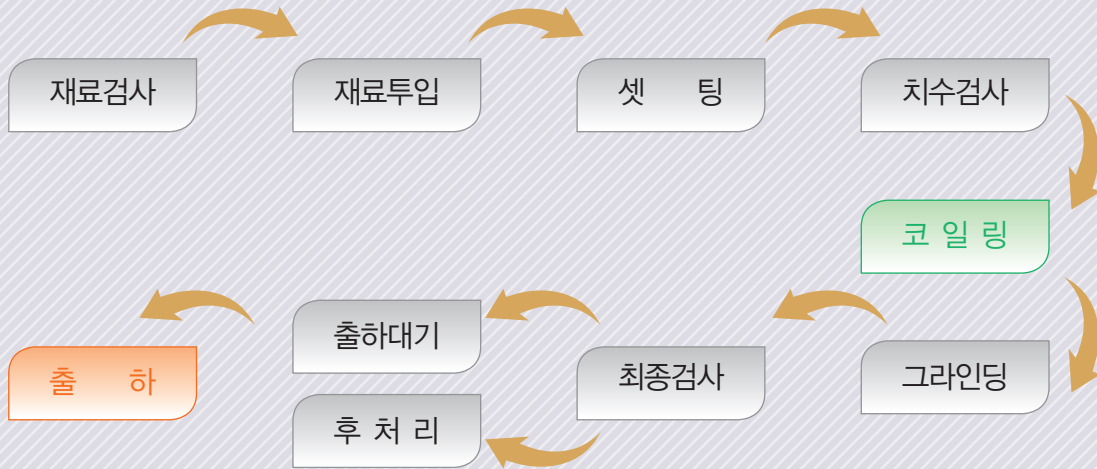 재료검사
재료투입
셋 팅
치수검사
코 일 링
그라인딩
최종검사
출하대기
후 처 리
출 하